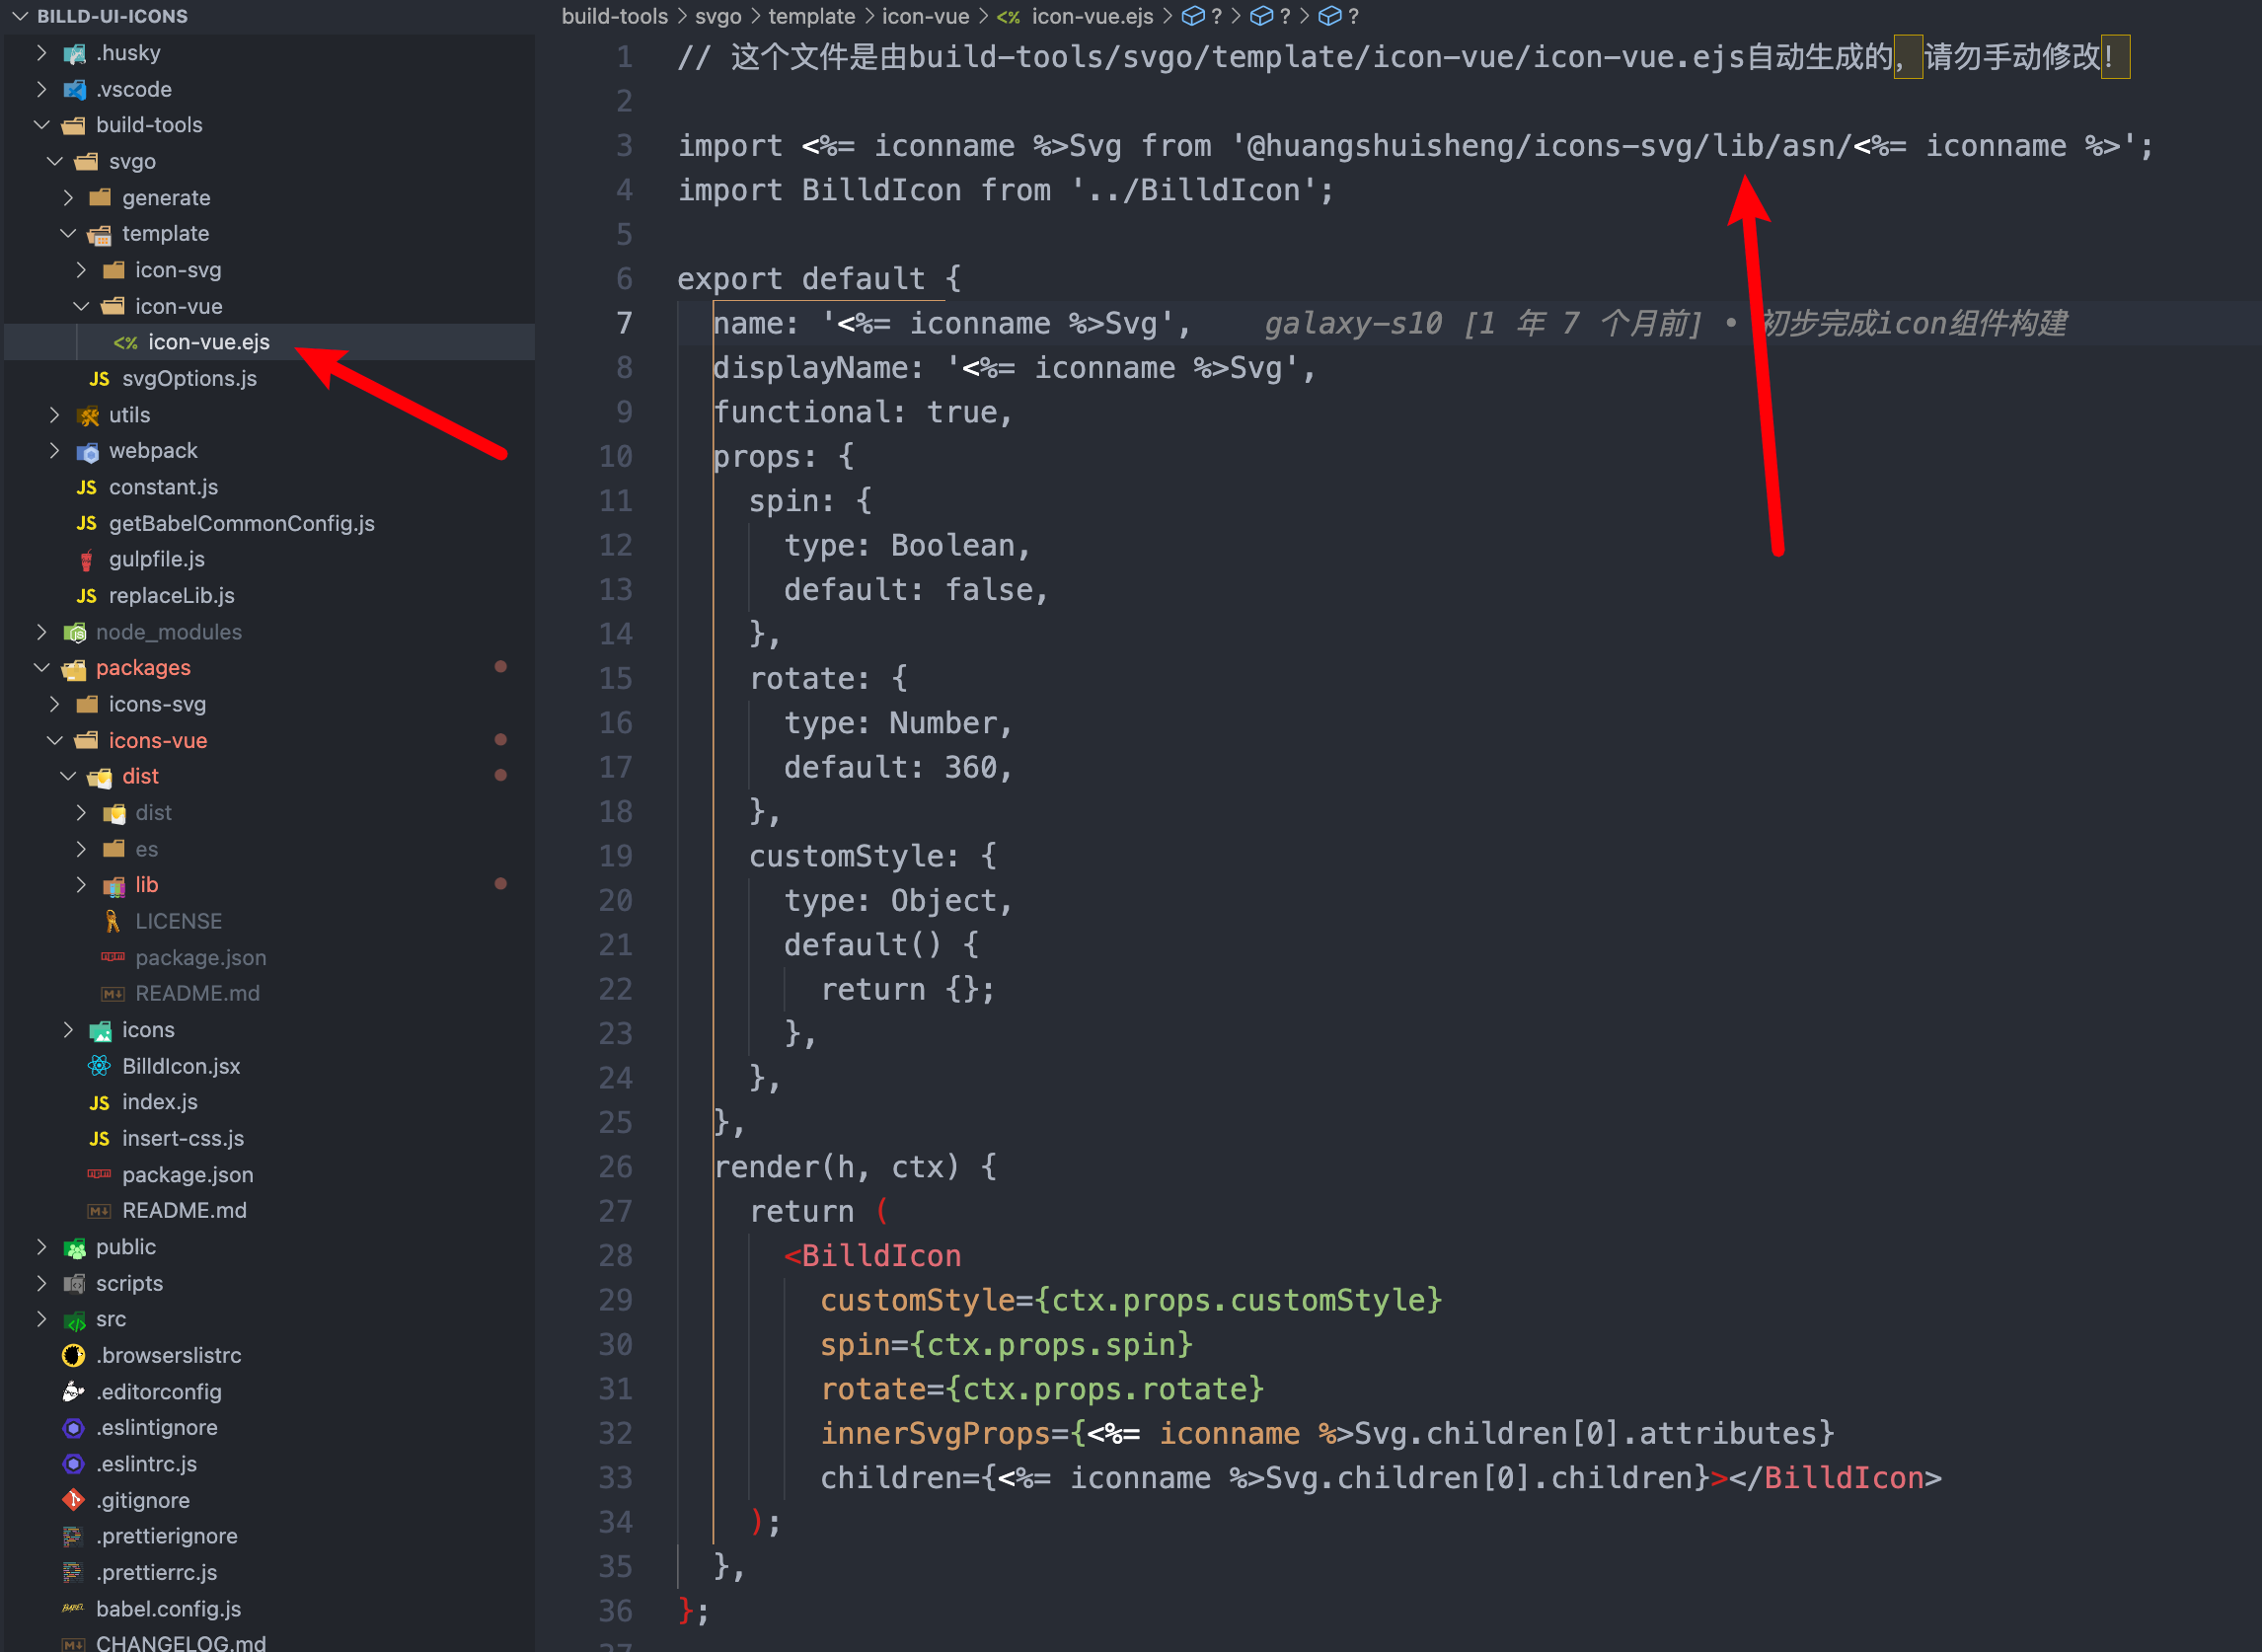 BILLD-UI-ICONS
.husky
.vscode
build-tools
svgo
generate
template
icon-svg
icon-vue
<% icon-vue.ejs
JS svgOptions.js
utils
webpack
JS constant.js
JS getBabelCommonConfig.js
gulpfile.js
JS replaceLib.js
node_modules
packages
icons-svg
icons-vue
dist
dist
es
lib
LICENSE
package.json
README.md
icons
BilldIcon.jsx
JS index.js
JS insert-css.js
package.json
README.md
public
scripts
src
.browserslistrc
.editorconfig
.eslintignore
.eslintrc.js
.gitignore
.prettierignore
.prettierrc.js
babel.config.js
CHANGELOG.md
build-tools > svgo > template > icon-vue > <% icon-vue.ejs > ? > ? > ?
1 // 这个文件是由build-tools/svgo/template/icon-vue/icon-vue.ejs自动生成的，请勿手动修改！
2
3 import <%= iconname %>Svg from '@huangshuisheng/icons-svg/lib/asn/<%= iconname %>';
4 import BilldIcon from '../BilldIcon';
5
6 export default {
7 name: '<%= iconname %>Svg', galaxy-s10 [1 年 7 个月前] • 初步完成icon组件构建
8 displayName: '<%= iconname %>Svg',
9 functional: true,
10 props: {
11 spin: {
12 type: Boolean,
13 default: false,
14 },
15 rotate: {
16 type: Number,
17 default: 360,
18 },
19 customStyle: {
20 type: Object,
21 default() {
22 return {};
23 },
24 },
25 },
26 render(h, ctx) {
27 return (
28 <BilldIcon
29 customStyle={ctx.props.customStyle}
30 spin={ctx.props.spin}
31 rotate={ctx.props.rotate}
32 innerSvgProps={<%= iconname %>Svg.children[0].attributes}
33 children={<%= iconname %>Svg.children[0].children}></BilldIcon>
34 );
35 },
36 };
37